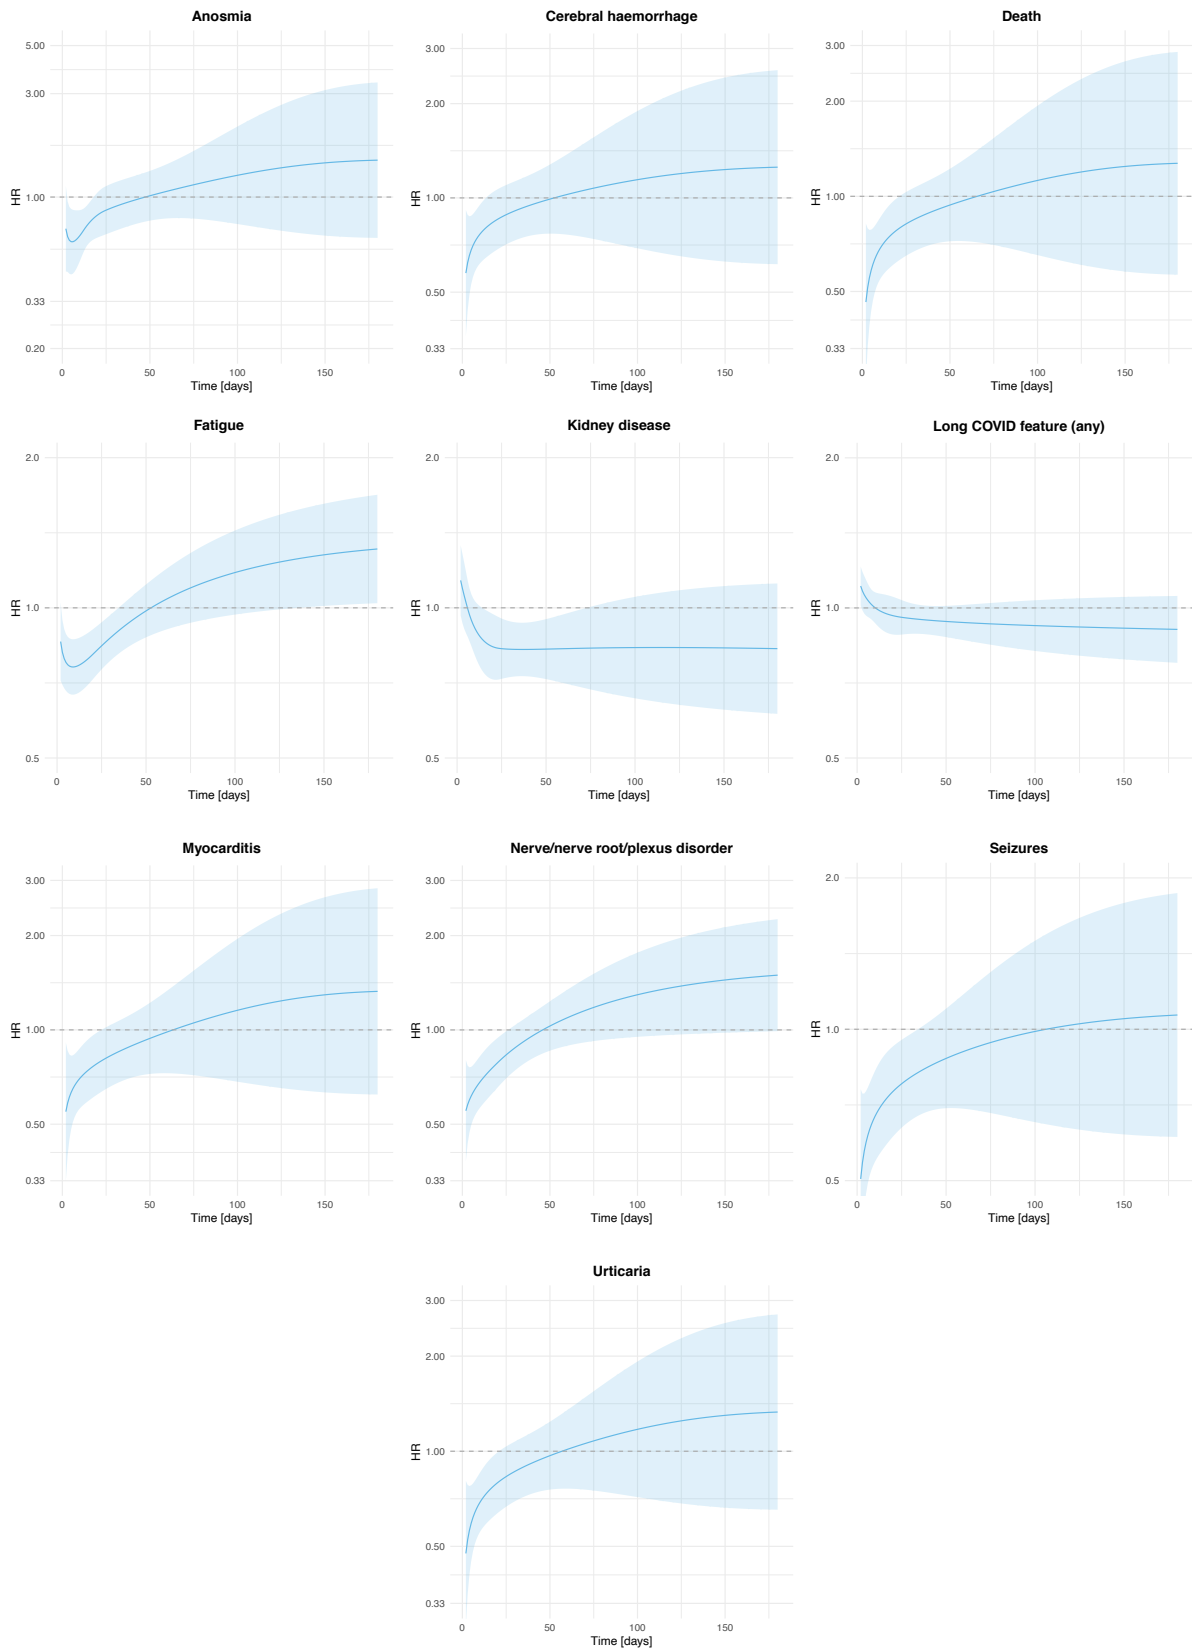 Anosmia
5.00
3.00
1.00
0.33
0.20
HR
0 50 100 150
Time [days]
Cerebral haemorrhage
3.00
2.00
1.00
0.50
0.33
HR
0 50 100 150
Time [days]
Death
3.00
2.00
1.00
0.50
0.33
HR
0 50 100 150
Time [days]
Fatigue
2.0
1.0
0.5
HR
0 50 100 150
Time [days]
Kidney disease
2.0
1.0
0.5
HR
0 50 100 150
Time [days]
Long COVID feature (any)
2.0
1.0
0.5
HR
0 50 100 150
Time [days]
Myocarditis
3.00
2.00
1.00
0.50
0.33
HR
0 50 100 150
Time [days]
Nerve/nerve root/plexus disorder
3.00
2.00
1.00
0.50
0.33
HR
0 50 100 150
Time [days]
Seizures
2.0
1.0
0.5
HR
0 50 100 150
Time [days]
Urticaria
3.00
2.00
1.00
0.50
0.33
HR
0 50 100 150
Time [days]